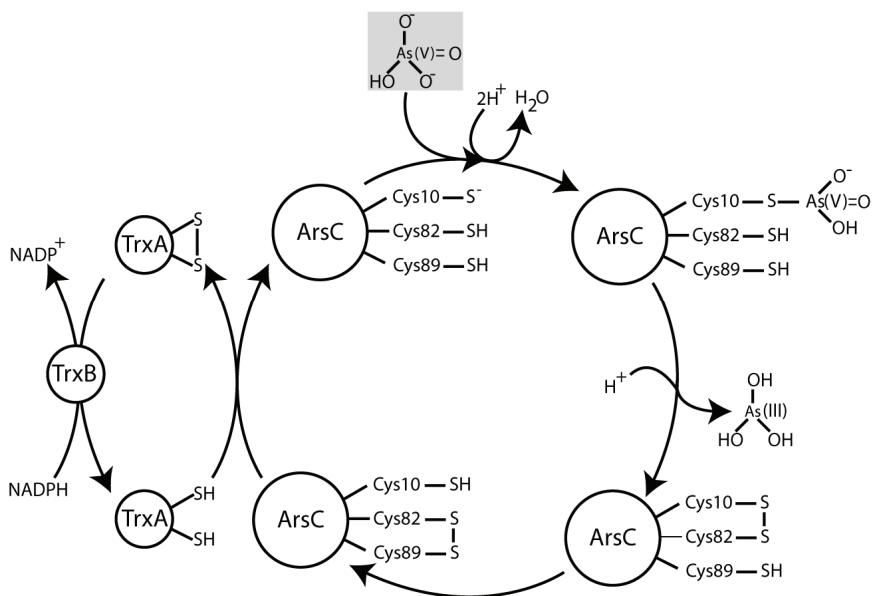 O⁻
As(V)=O
HO O⁻
2H⁺ H₂O
Cys10 — S⁻
ArsC Cys82 — SH
Cys89 — SH
O⁻
Cys10 — S — As(V)=O
OH
ArsC Cys82 — SH
Cys89 — SH
S
TrxA
S
NADP⁺
TrxB
NADPH
SH
TrxA
SH
H⁺
OH
As(III)
HO OH
Cys10 — SH
ArsC Cys82 — S
Cys89 — S
Cys10 — S
ArsC Cys82 — S
Cys89 — SH